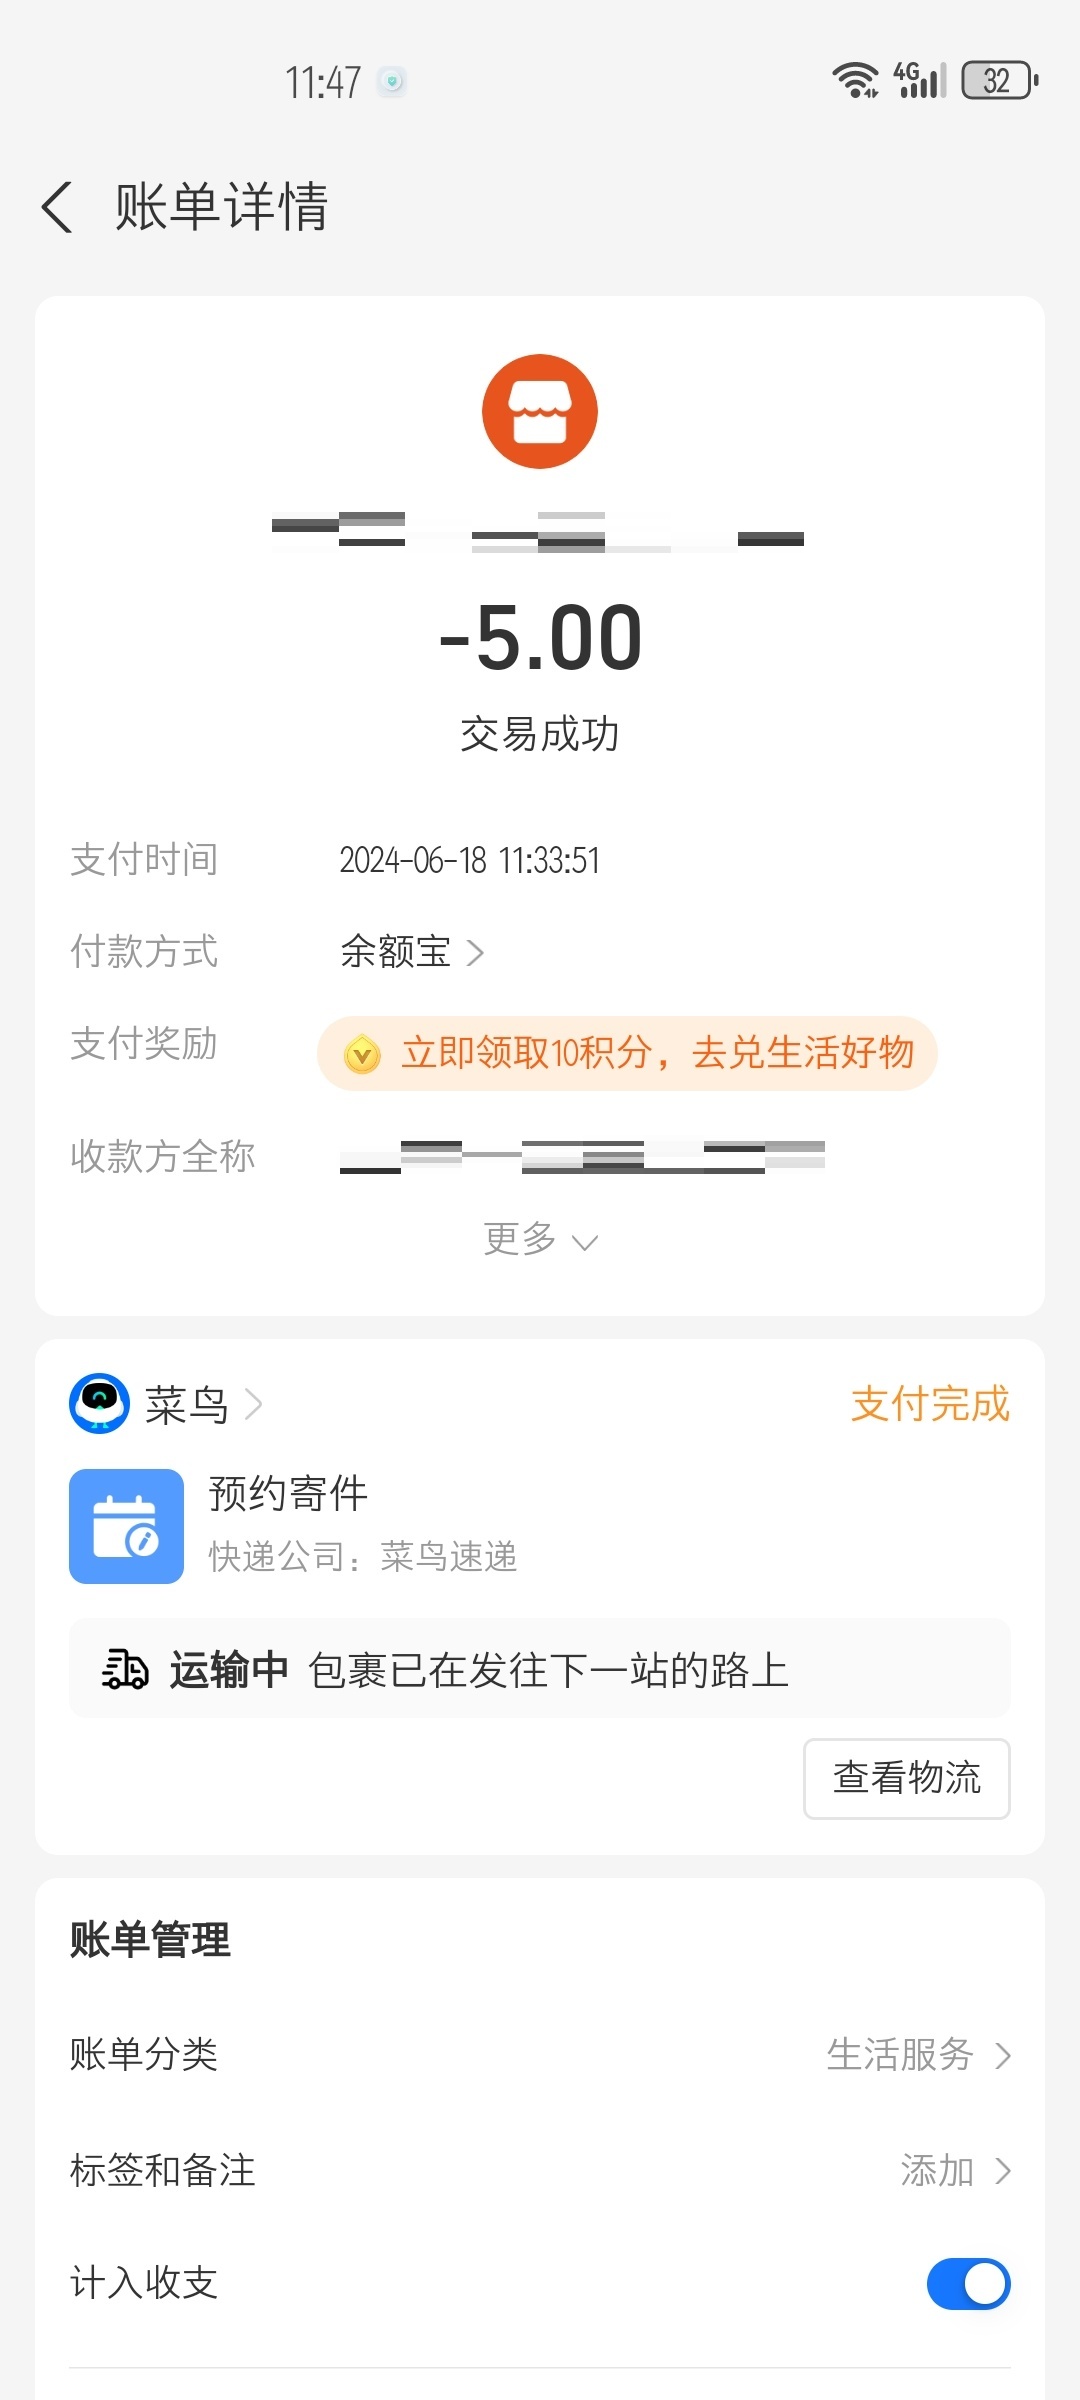 11:47
4G
32
账单详情
-5.00
交易成功
支付时间 2024-06-18 11:33:51
付款方式 余额宝
支付奖励 立即领取10积分，去兑生活好物
收款方全称
更多
菜鸟 支付完成
预约寄件
快递公司：菜鸟速递
运输中 包裹已在发往下一站的路上
查看物流
账单管理
账单分类 生活服务
标签和备注 添加
计入收支